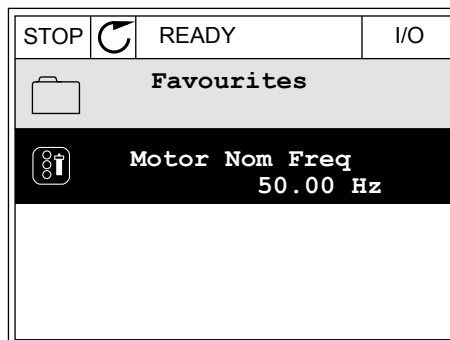 STOP READY I/O
Favourites
Motor Nom Freq
50.00 Hz